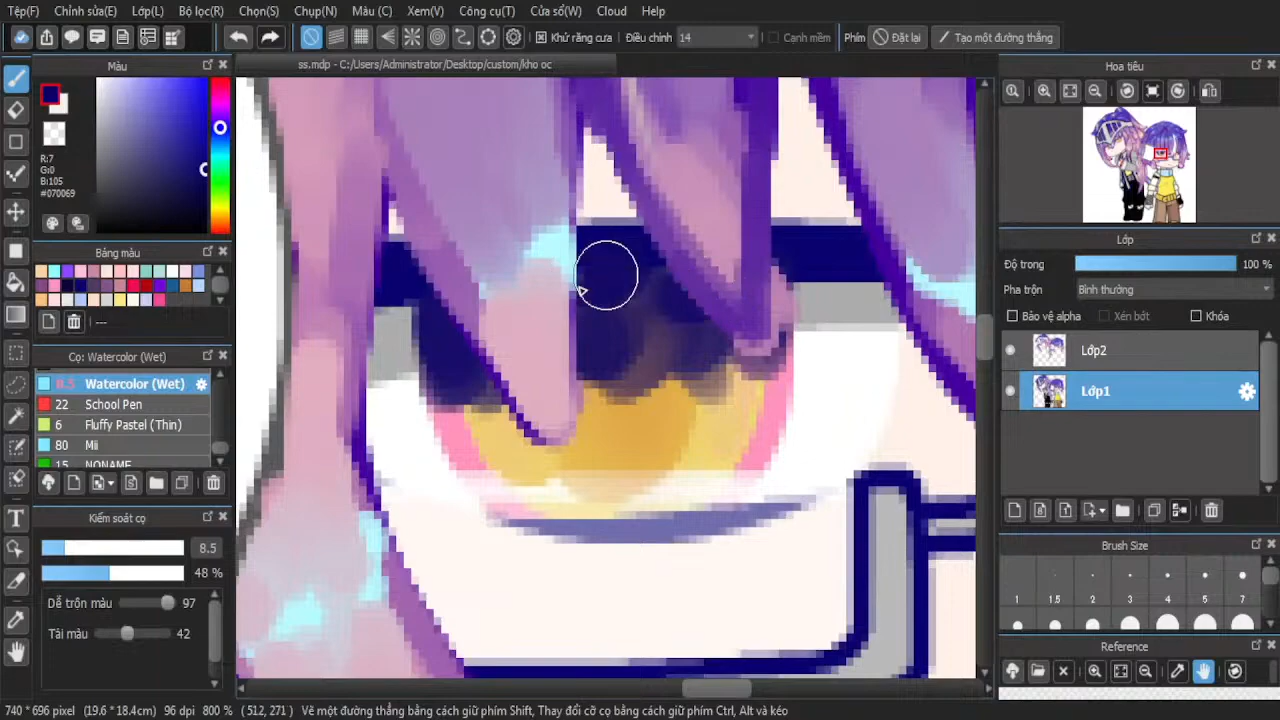 Tệp(F) Chỉnh sửa(E) Lớp(L) Bộ lọc(R) Chọn(S) Chụp(N) Màu (C) Xem(V) Công cụ(T) Cửa sổ(W) Cloud Help
Khử răng cưa Điều chỉnh 14 Cạnh mềm Phím Đặt lại Tạo một đường thẳng
Màu
ss.mdp - C:/Users/Administrator/Desktop/custom/kho oc
Hoa tiêu
R:7
G:0
B:105
#070069
Bảng màu
---
Cọ: Watercolor (Wet)
8.5 Watercolor (Wet)
22 School Pen
6 Fluffy Pastel (Thin)
80 Mii
15 NONAME
Kiểm soát cọ
8.5
48 %
Dễ trộn màu 97
Tải màu 42
Lớp
Độ trong 100 %
Pha trộn Bình thường
Bảo vệ alpha Xén bớt Khóa
Lớp2
Lớp1
Brush Size
1 1.5 2 3 4 5 7
Reference
740 * 696 pixel (19.6 * 18.4cm) 96 dpi 800 % ( 512, 271 ) Vẽ một đường thẳng bằng cách giữ phím Shift, Thay đổi cỡ cọ bằng cách giữ phím Ctrl, Alt và kéo